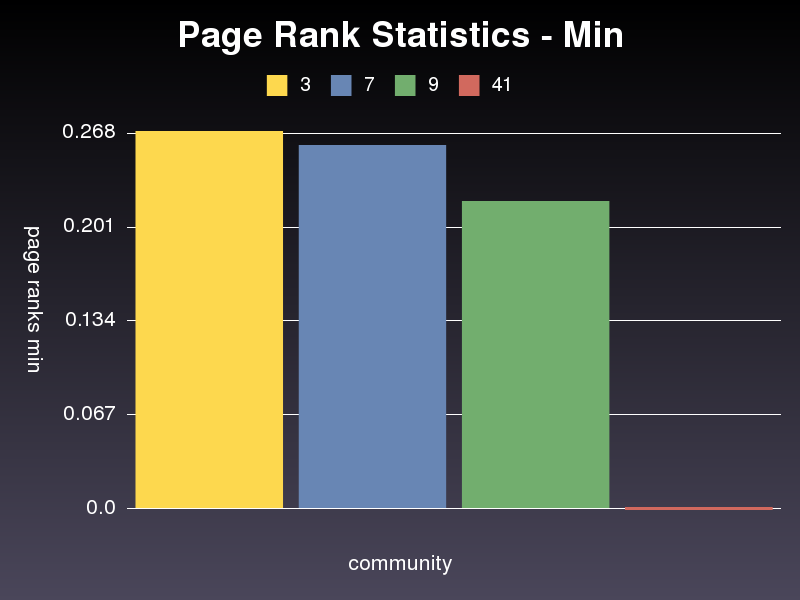 Page Rank Statistics - Min
3 7 9 41
0.268
0.201
0.134
0.067
0.0
page ranks min
community